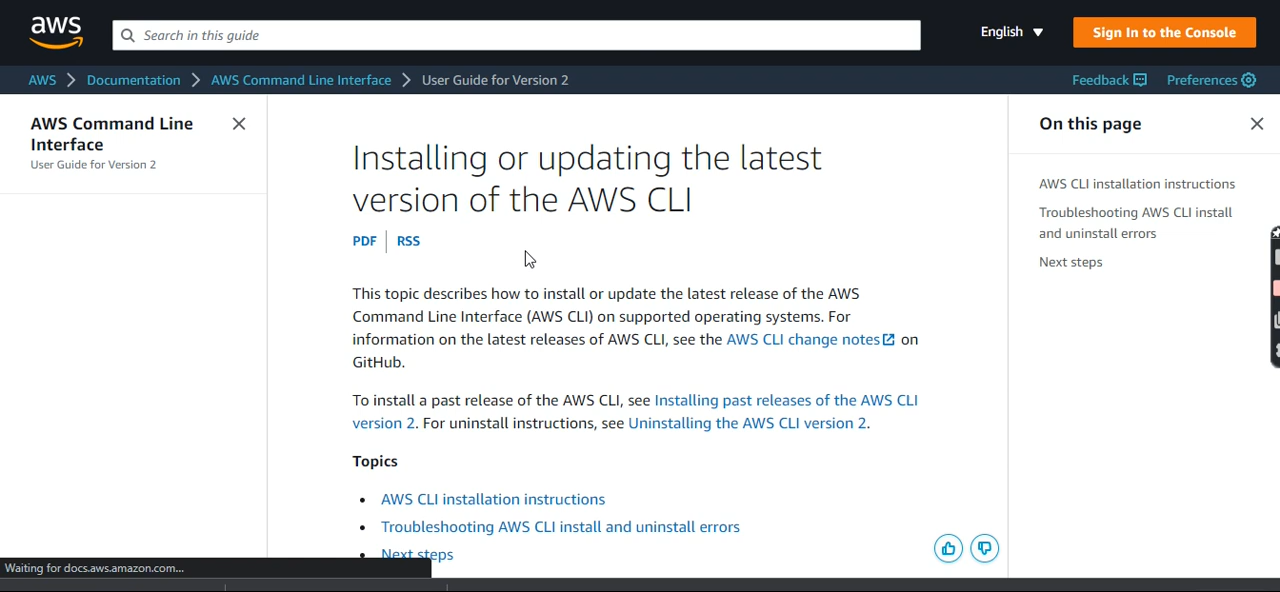 aws
Search in this guide
English
Sign In to the Console
AWS
Documentation
AWS Command Line Interface
User Guide for Version 2
Feedback
Preferences
AWS Command Line
Interface
User Guide for Version 2
Installing or updating the latest
version of the AWS CLI
PDF
RSS
This topic describes how to install or update the latest release of the AWS
Command Line Interface (AWS CLI) on supported operating systems. For
information on the latest releases of AWS CLI, see the AWS CLI change notes on
GitHub.
To install a past release of the AWS CLI, see Installing past releases of the AWS CLI
version 2. For uninstall instructions, see Uninstalling the AWS CLI version 2.
Topics
• AWS CLI installation instructions
• Troubleshooting AWS CLI install and uninstall errors
• Next steps
On this page
AWS CLI installation instructions
Troubleshooting AWS CLI install
and uninstall errors
Next steps
Waiting for docs.aws.amazon.com...